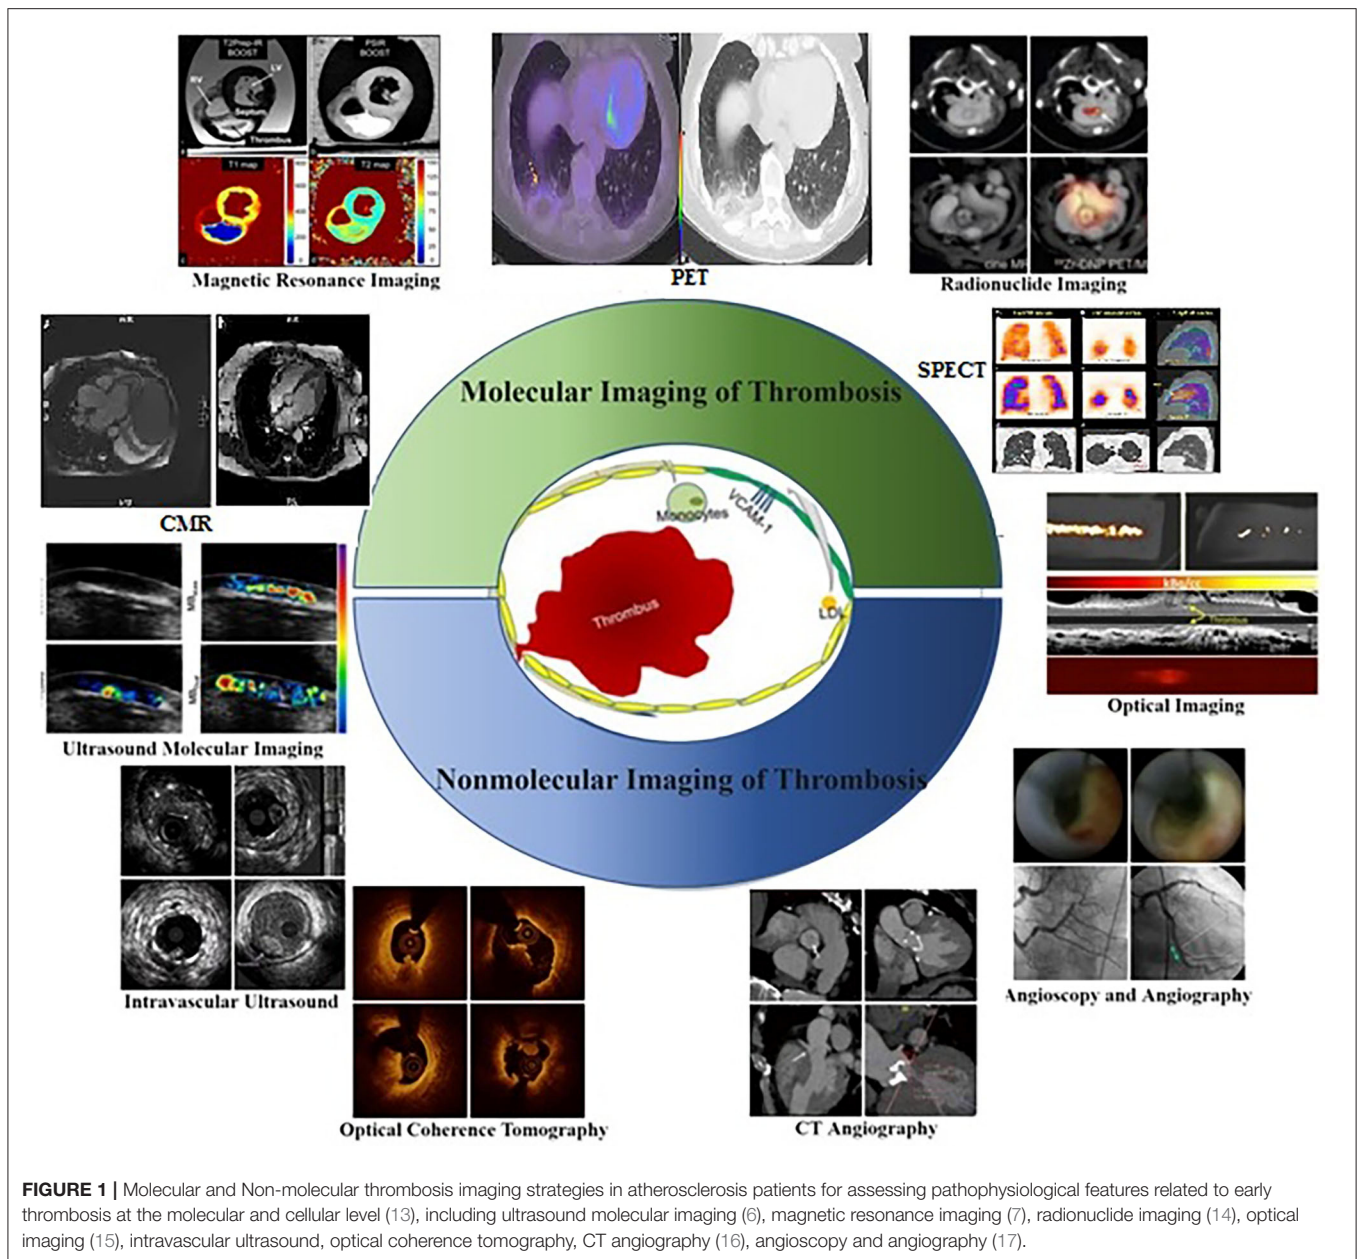 T2Prep-IR
BOOST
PSIR
BOOST
RV
LV
Septum
Thrombus
T1 map
T2 map
Magnetic Resonance Imaging
PET
cine MR
Radionuclide Imaging
SPECT
CMR
Molecular Imaging of Thrombosis
Monocytes
VCAM-1
Thrombus
LDL
kBq/cc
Thrombus
Optical Imaging
Ultrasound Molecular Imaging
Nonmolecular Imaging of Thrombosis
Intravascular Ultrasound
Angioscopy and Angiography
Optical Coherence Tomography
CT Angiography
FIGURE 1 | Molecular and Non-molecular thrombosis imaging strategies in atherosclerosis patients for assessing pathophysiological features related to early
thrombosis at the molecular and cellular level (13), including ultrasound molecular imaging (6), magnetic resonance imaging (7), radionuclide imaging (14), optical
imaging (15), intravascular ultrasound, optical coherence tomography, CT angiography (16), angioscopy and angiography (17).